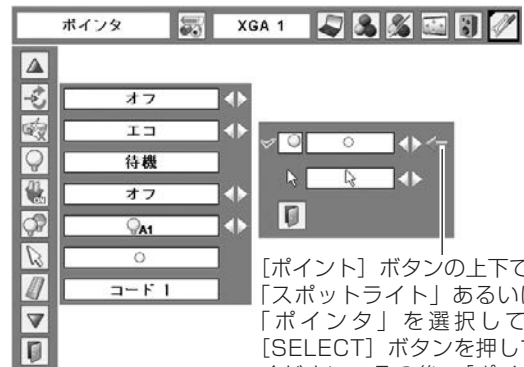 ポインタ
XGA 1
オフ
エコ
待機
ON
オフ
A1
コード 1
[ポイント] ボタンの上下で
「スポットライト」あるい
「ポインタ」を選択して
[SELECT] ボタンを押し